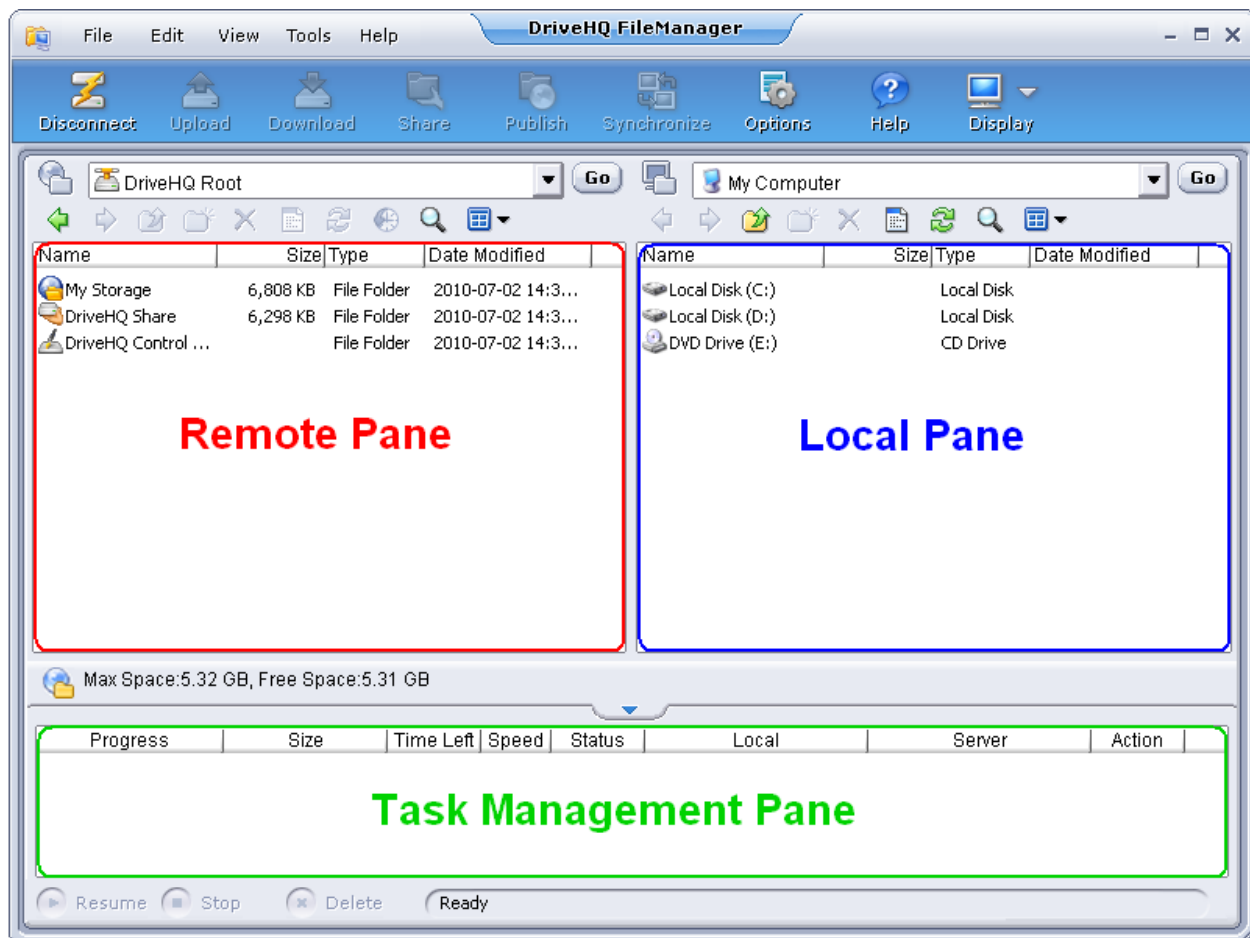 DriveHQ FileManager
File Edit View Tools Help
Disconnect Upload Download Share Publish Synchronize Options Help Display
DriveHQ Root Go My Computer Go
Name Size Type Date Modified Name Size Type Date Modified
My Storage 6,808 KB File Folder 2010-07-02 14:3... Local Disk (C:) Local Disk
DriveHQ Share 6,298 KB File Folder 2010-07-02 14:3... Local Disk (D:) Local Disk
DriveHQ Control ... File Folder 2010-07-02 14:3... DVD Drive (E:) CD Drive
Remote Pane Local Pane
Max Space:5.32 GB, Free Space:5.31 GB
Progress Size Time Left Speed Status Local Server Action
Task Management Pane
Resume Stop Delete Ready